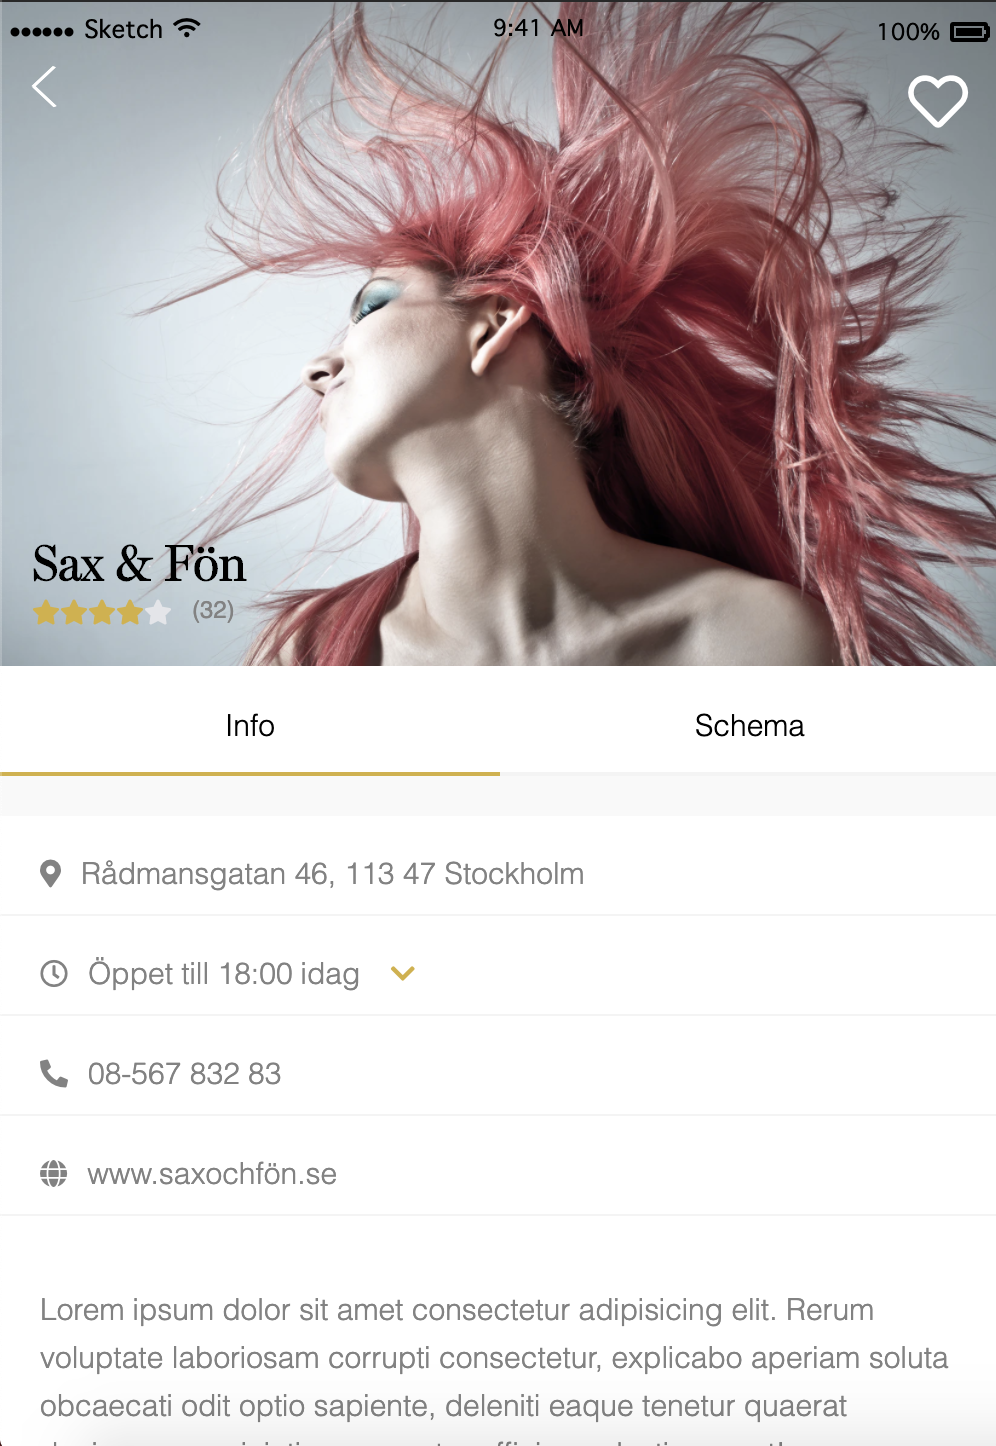 Sketch 9:41 AM 100%
Sax & Fön
(32)
Info Schema
Rådmansgatan 46, 113 47 Stockholm
Öppet till 18:00 idag
08-567 832 83
www.saxochfön.se
Lorem ipsum dolor sit amet consectetur adipisicing elit. Rerum
voluptate laboriosam corrupti consectetur, explicabo aperiam soluta
obcaecati odit optio sapiente, deleniti eaque tenetur quaerat